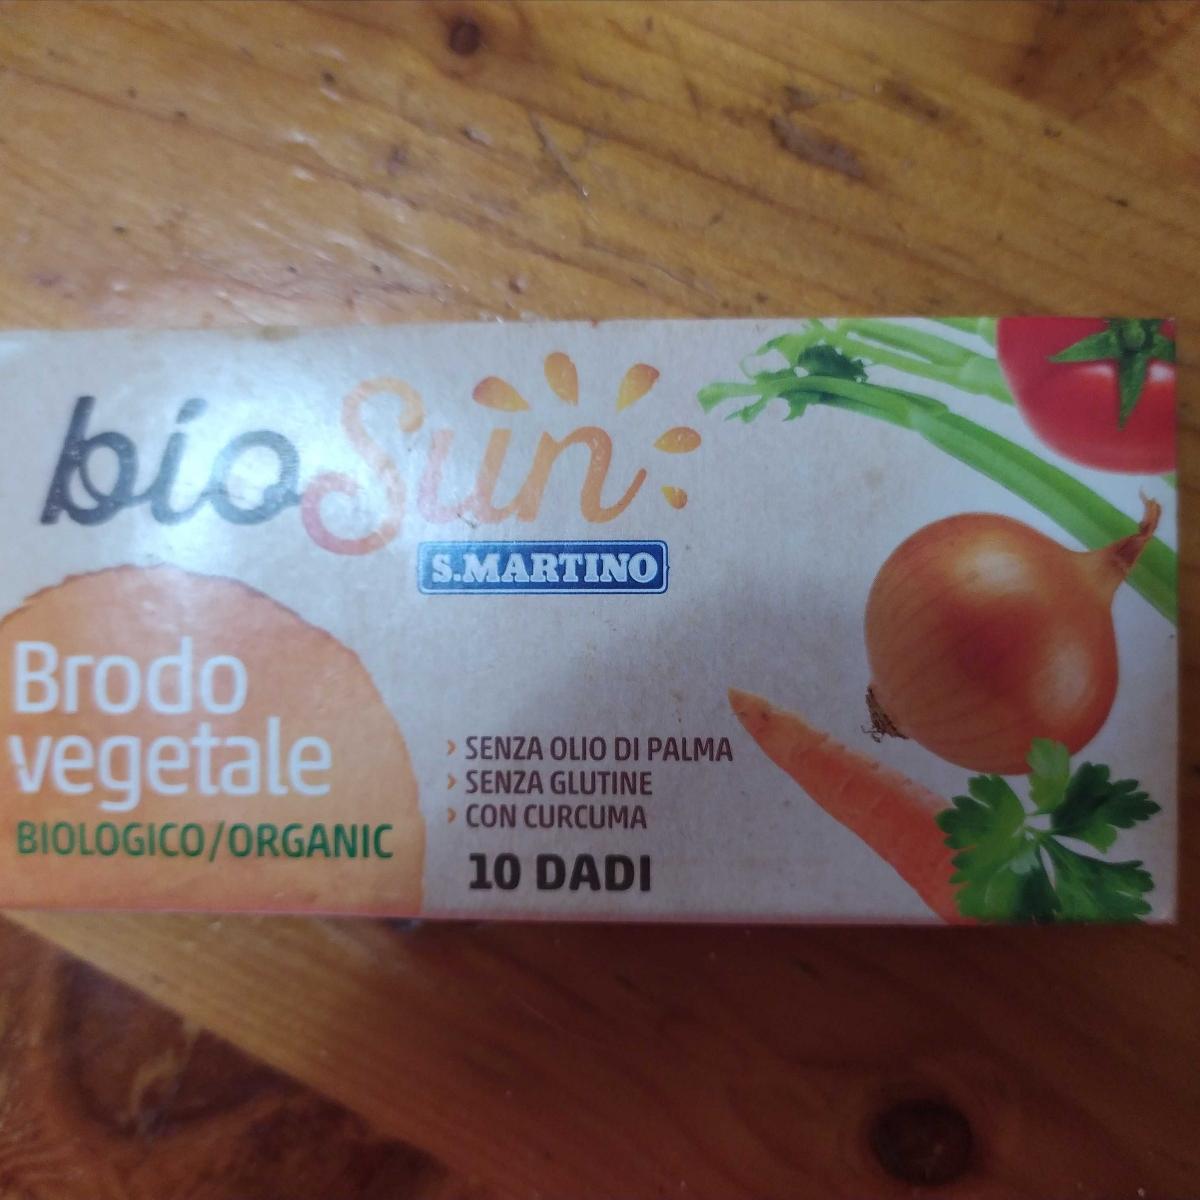 bioSun
S.MARTINO
Brodo
vegetale
BIOLOGICO/ORGANIC
› SENZA OLIO DI PALMA
› SENZA GLUTINE
› CON CURCUMA
10 DADI